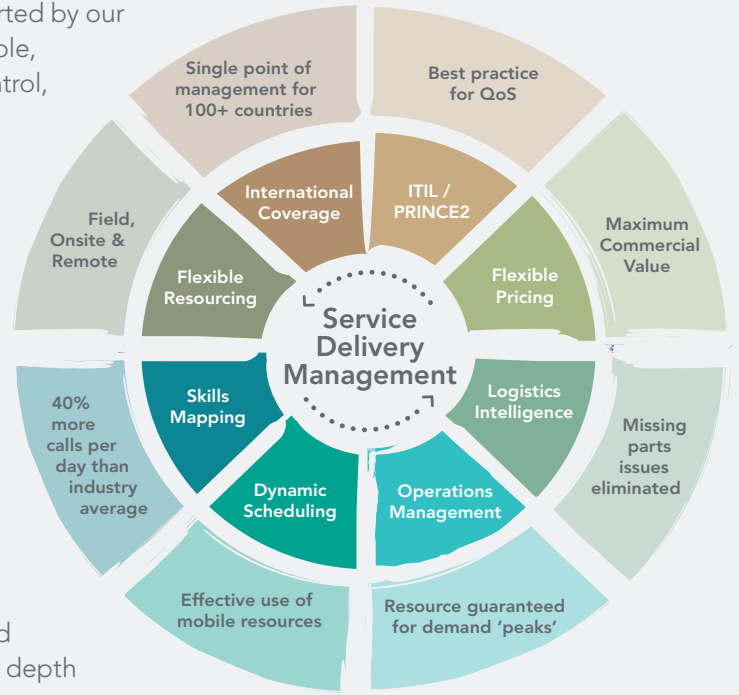 rted by our
ole,
ntrol,
Single point of
management for
100+ countries
Best practice
for QoS
Maximum
Commercial
Value
Missing
parts
issues
eliminated
Resource guaranteed
for demand ‘peaks’
Effective use of
mobile resources
40%
more
calls per
day than
industry
average
Field,
Onsite &
Remote
International
Coverage
ITIL /
PRINCE2
Flexible
Pricing
Logistics
Intelligence
Operations
Management
Dynamic
Scheduling
Skills
Mapping
Flexible
Resourcing
Service
Delivery
Management
d
depth